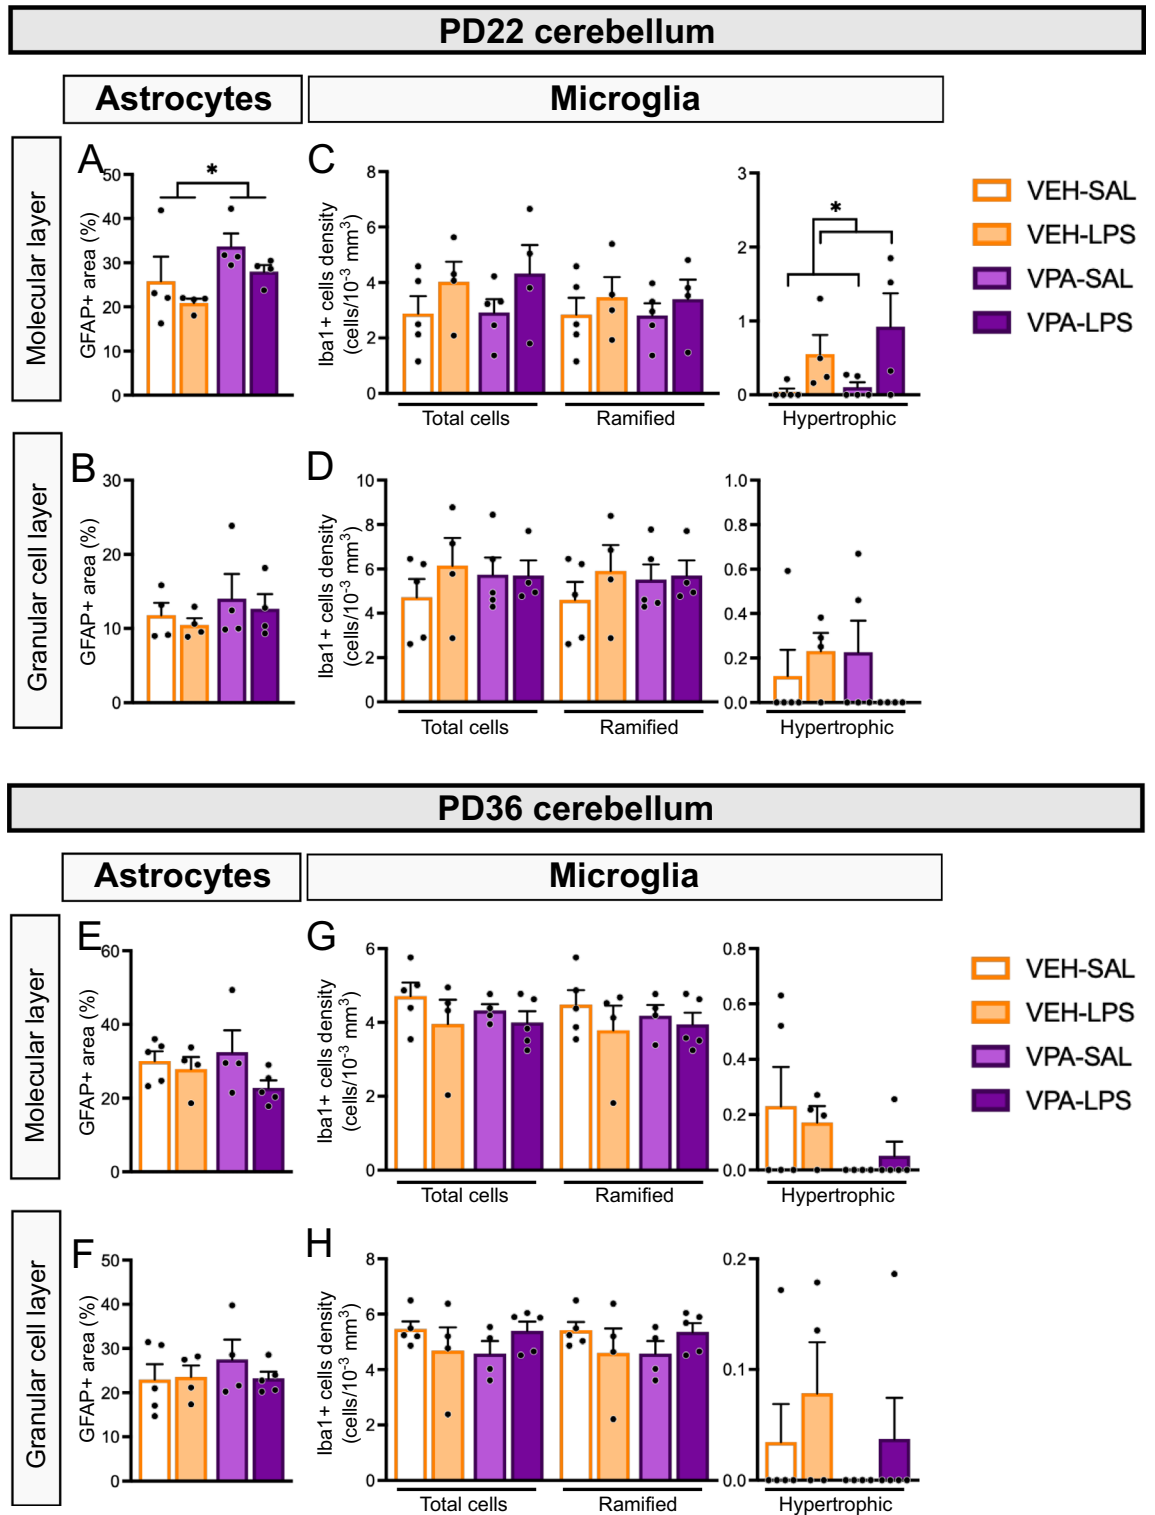 PD22 cerebellum
Astrocytes
Microglia
Molecular layer
A
GFAP+ area (%)
50
40
30
20
10
0
*
C
Iba1+ cells density
(cells/10⁻³ mm³)
8
6
4
2
0
Total cells
Ramified
3
2
1
0
*
Hypertrophic
VEH-SAL
VEH-LPS
VPA-SAL
VPA-LPS
Granular cell layer
B
GFAP+ area (%)
30
20
10
0
D
Iba1+ cells density
(cells/10⁻³ mm³)
10
8
6
4
2
0
Total cells
Ramified
1.0
0.8
0.6
0.4
0.2
0.0
Hypertrophic
PD36 cerebellum
Astrocytes
Microglia
Molecular layer
E
GFAP+ area (%)
60
40
20
0
G
Iba1+ cells density
(cells/10⁻³ mm³)
6
4
2
0
Total cells
Ramified
0.8
0.6
0.4
0.2
0.0
Hypertrophic
VEH-SAL
VEH-LPS
VPA-SAL
VPA-LPS
Granular cell layer
F
GFAP+ area (%)
50
40
30
20
10
0
H
Iba1+ cells density
(cells/10⁻³ mm³)
8
6
4
2
0
Total cells
Ramified
0.2
0.1
0.0
Hypertrophic